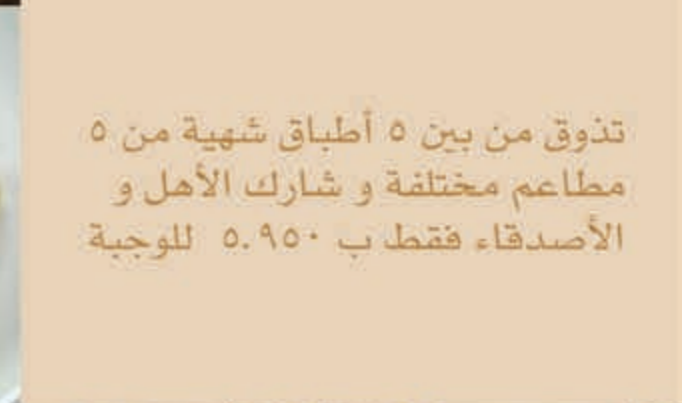 تذوق من بين ٥ أطباق شهية من ٥
مطاعم مختلفة و شارك الأهل و
الأصدقاء فقط ب ٥.٩٥٠ للوجبة